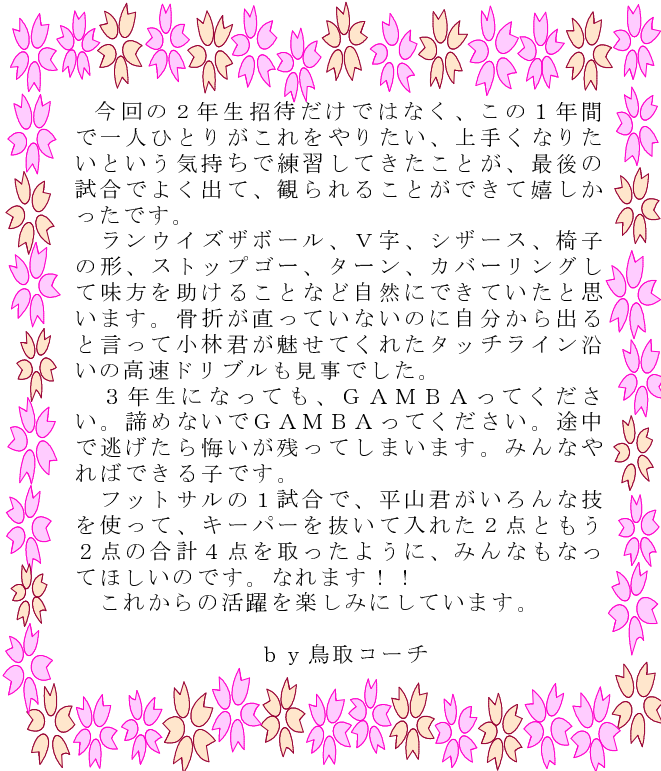 今回の２年生招待だけではなく、この１年間
で一人ひとりがこれをやりたい、上手くなりた
いという気持ちで練習してきたことが、最後の
試合でよく出て、観られることができて嬉しか
ったです。
ランウイズザボール、Ｖ字、シザース、椅子
の形、ストップゴー、ターン、カバーリングし
て味方を助けることなど自然にできていたと思
います。骨折が直っていないのに自分から出る
と言って小林君が魅せてくれたタッチライン沿
いの高速ドリブルも見事でした。
３年生になっても、ＧＡＭＢＡってくださ
い。諦めないでＧＡＭＢＡってください。途中
で逃げたら悔いが残ってしまいます。みんなや
ればできる子です。
フットサルの１試合で、平山君がいろんな技
を使って、キーパーを抜いて入れた２点ともう
２点の合計４点を取ったように、みんなもなっ
てほしいのです。なれます！！
これからの活躍を楽しみにしています。
ｂｙ鳥取コーチ